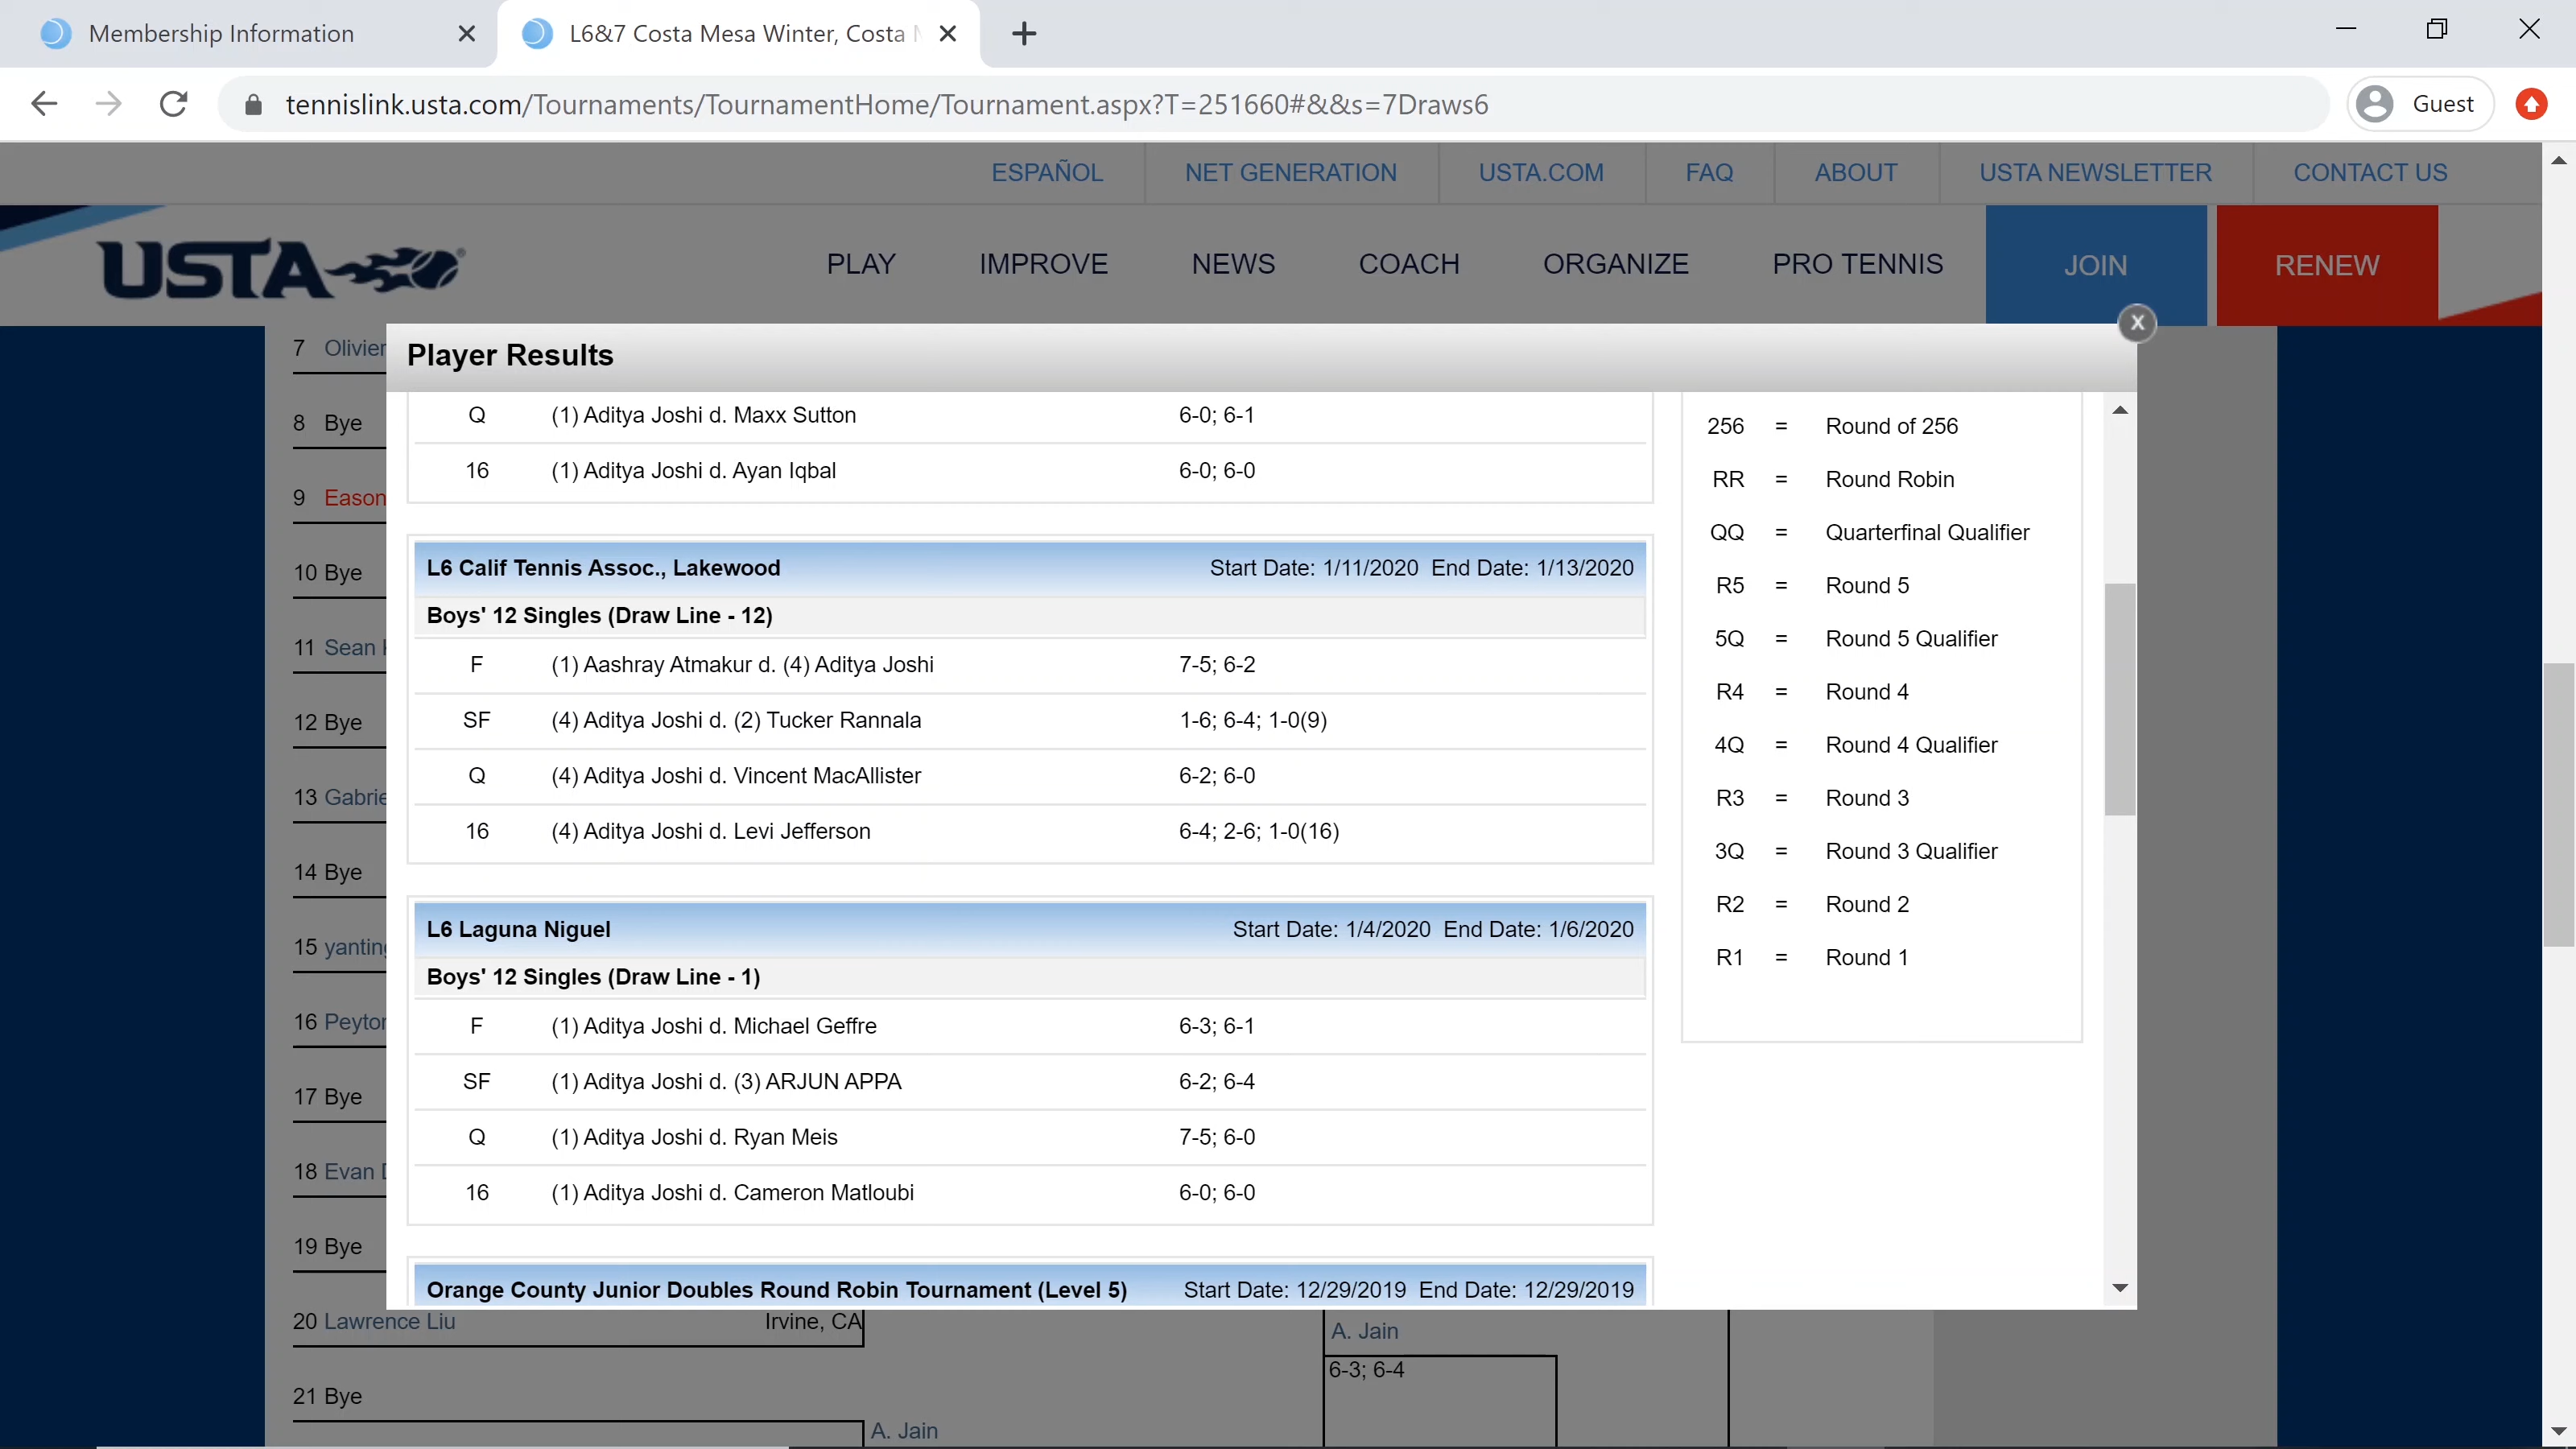 Membership Information
L6&7 Costa Mesa Winter, Costa
tennislink.usta.com/Tournaments/TournamentHome/Tournament.aspx?T=251660#&&s=7Draws6
Guest
ESPAÑOL NET GENERATION USTA.COM FAQ ABOUT USTA NEWSLETTER CONTACT US
USTA PLAY IMPROVE NEWS COACH ORGANIZE PRO TENNIS JOIN RENEW
Player Results
X
Q (1) Aditya Joshi d. Maxx Sutton 6-0; 6-1
16 (1) Aditya Joshi d. Ayan Iqbal 6-0; 6-0
L6 Calif Tennis Assoc., Lakewood Start Date: 1/11/2020 End Date: 1/13/2020
Boys' 12 Singles (Draw Line - 12)
F (1) Aashray Atmakur d. (4) Aditya Joshi 7-5; 6-2
SF (4) Aditya Joshi d. (2) Tucker Rannala 1-6; 6-4; 1-0(9)
Q (4) Aditya Joshi d. Vincent MacAllister 6-2; 6-0
16 (4) Aditya Joshi d. Levi Jefferson 6-4; 2-6; 1-0(16)
L6 Laguna Niguel Start Date: 1/4/2020 End Date: 1/6/2020
Boys' 12 Singles (Draw Line - 1)
F (1) Aditya Joshi d. Michael Geffre 6-3; 6-1
SF (1) Aditya Joshi d. (3) ARJUN APPA 6-2; 6-4
Q (1) Aditya Joshi d. Ryan Meis 7-5; 6-0
16 (1) Aditya Joshi d. Cameron Matloubi 6-0; 6-0
Orange County Junior Doubles Round Robin Tournament (Level 5) Start Date: 12/29/2019 End Date: 12/29/2019
256 = Round of 256
RR = Round Robin
QQ = Quarterfinal Qualifier
R5 = Round 5
5Q = Round 5 Qualifier
R4 = Round 4
4Q = Round 4 Qualifier
R3 = Round 3
3Q = Round 3 Qualifier
R2 = Round 2
R1 = Round 1
7 Olivier
8 Bye
9 Eason
10 Bye
11 Sean
12 Bye
13 Gabrie
14 Bye
15 yanting
16 Peyton
17 Bye
18 Evan
19 Bye
20 Lawrence Liu Irvine, CA
21 Bye
A. Jain
A. Jain
6-3; 6-4